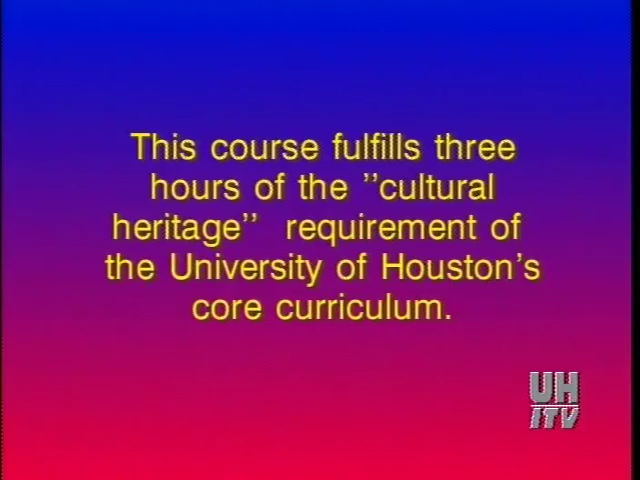 This course fulfills three
hours of the ''cultural
heritage''  requirement of
the University of Houston's
core curriculum.
UH
ITV